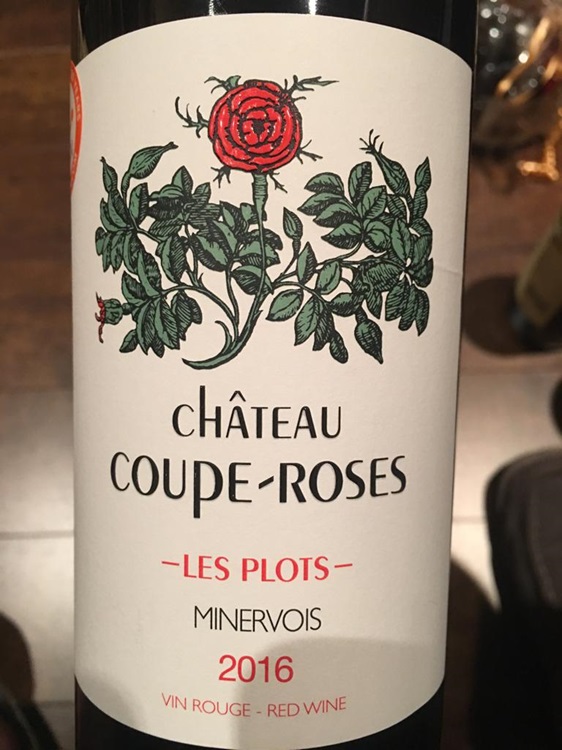 château
coupe-roses
-LES PLOTS-
MINERVOIS
2016
VIN ROUGE - RED WINE